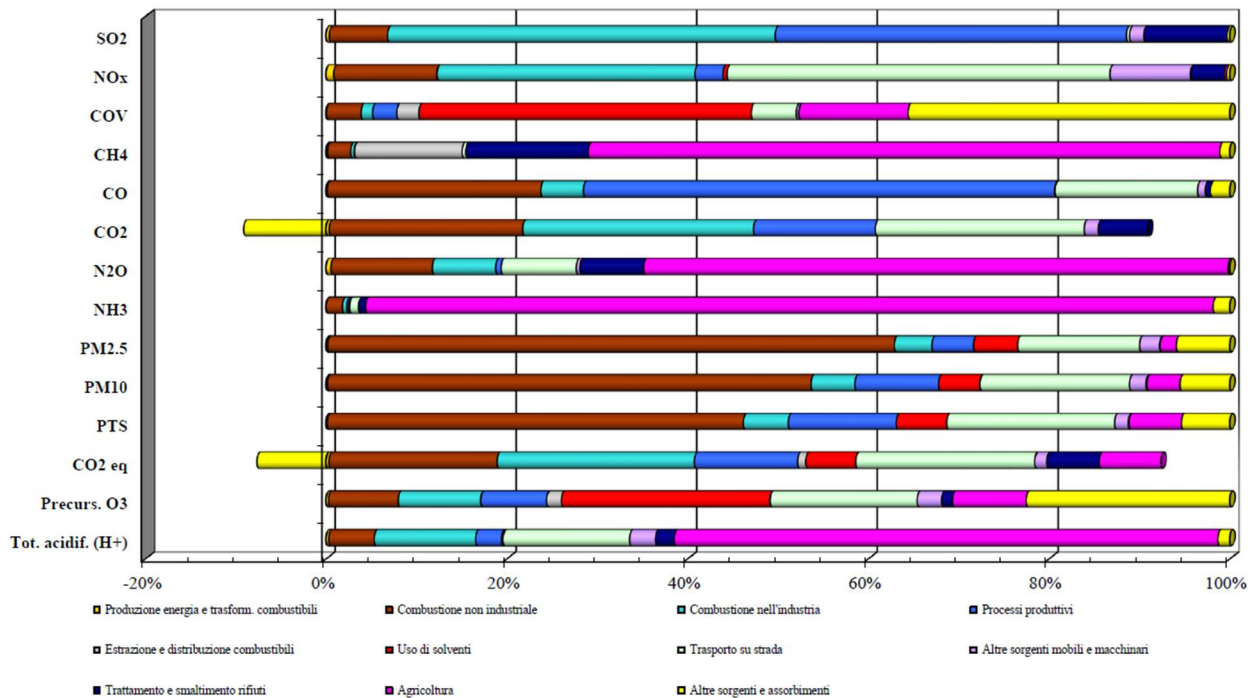 SO2
NOx
COV
CH4
CO
CO2
N2O
NH3
PM2.5
PM10
PTS
CO2 eq
Precurs. O3
Tot. acidif. (H+)
-20% 0% 20% 40% 60% 80% 100%
Produzione energia e trasform. combustibili Combustione non industriale Combustione nell'industria Processi produttivi
Estrazione e distribuzione combustibili Uso di solventi Trasporto su strada Altre sorgenti mobili e macchinari
Trattamento e smaltimento rifiuti Agricoltura Altre sorgenti e assorbimenti